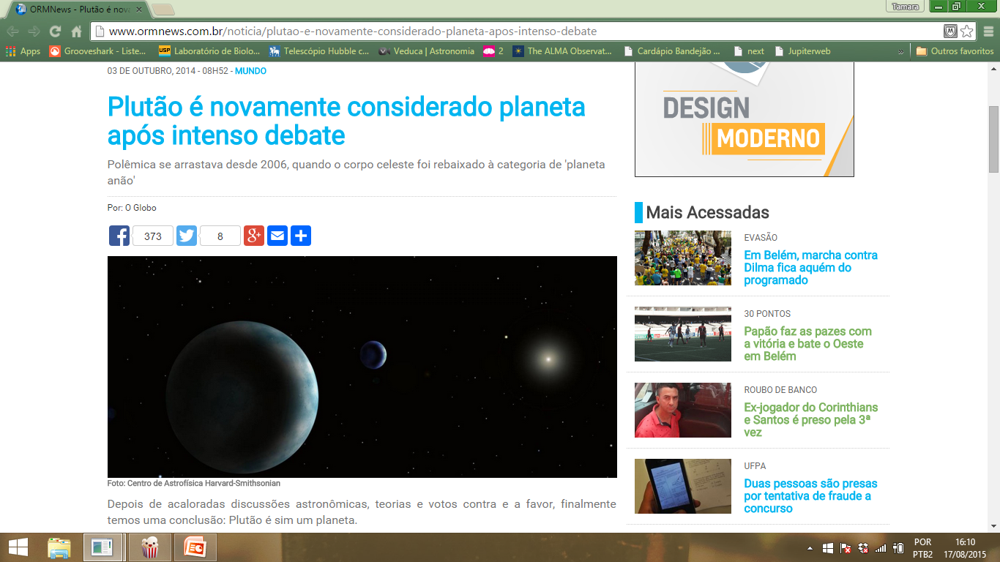 ORMNews - Plutão é nova
Tamara
www.ormnews.com.br/noticia/plutao-e-novamente-considerado-planeta-apos-intenso-debate
Apps
Grooveshark - Liste...
USP
Laboratório de Biolo...
Telescópio Hubble c...
Veduca | Astronomia
2
The ALMA Observat...
Cardápio Bandejão ...
next
Jupiterweb
»
Outros favoritos
03 DE OUTUBRO, 2014 - 08H52 - MUNDO
Plutão é novamente considerado planeta
após intenso debate
Polêmica se arrastava desde 2006, quando o corpo celeste foi rebaixado à categoria de 'planeta
anão'
Por: O Globo
373
8
Foto: Centro de Astrofísica Harvard-Smithsonian
Depois de acaloradas discussões astronômicas, teorias e votos contra e a favor, finalmente
temos uma conclusão: Plutão é sim um planeta.
DESIGN
MODERNO
Mais Acessadas
EVASÃO
Em Belém, marcha contra
Dilma fica aquém do
programado
30 PONTOS
Papão faz as pazes com
a vitória e bate o Oeste
em Belém
ROUBO DE BANCO
Ex-jogador do Corinthians
e Santos é preso pela 3ª
vez
UFPA
Duas pessoas são presas
por tentativa de fraude a
concurso
POR
PTB2
16:10
17/08/2015